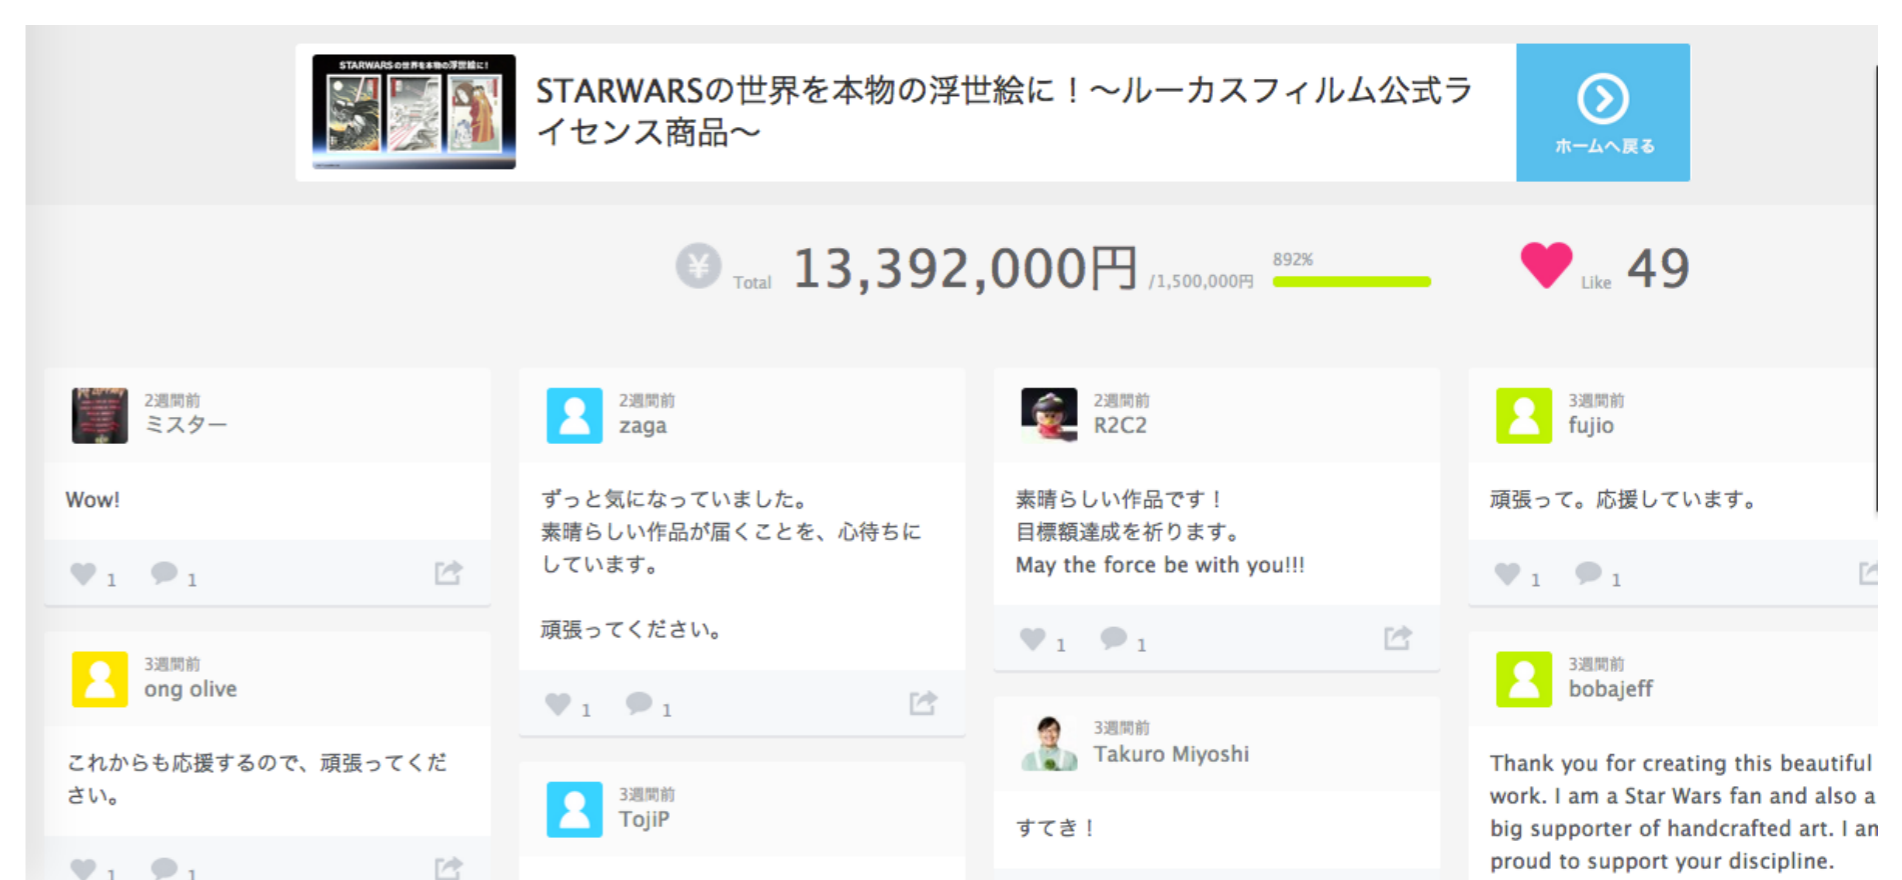 STARWARSの世界を本物の浮世絵に!
STARWARSの世界を本物の浮世絵に！～ルーカスフィルム公式ラ
イセンス商品～
ホームへ戻る
¥ Total 13,392,000円 /1,500,000円 892%
Like 49
2週間前
ミスター
Wow!
1 1
3週間前
ong olive
これからも応援するので、頑張ってくだ
さい。
1 1
2週間前
zaga
ずっと気になっていました。
素晴らしい作品が届くことを、心待ちに
しています。
頑張ってください。
1 1
3週間前
TojiP
2週間前
R2C2
素晴らしい作品です！
目標額達成を祈ります。
May the force be with you!!!
1 1
3週間前
Takuro Miyoshi
すてき！
3週間前
fujio
頑張って。応援しています。
1 1
3週間前
bobajeff
Thank you for creating this beautiful
work. I am a Star Wars fan and also a
big supporter of handcrafted art. I am
proud to support your discipline.